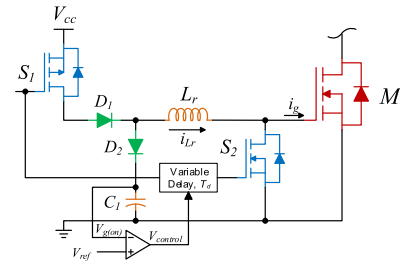 Vcc
S1
D1
Lr
ig
M
iLr
D2
S2
Variable
Delay, Td
C1
Vg(on)
Vcontrol
Vref